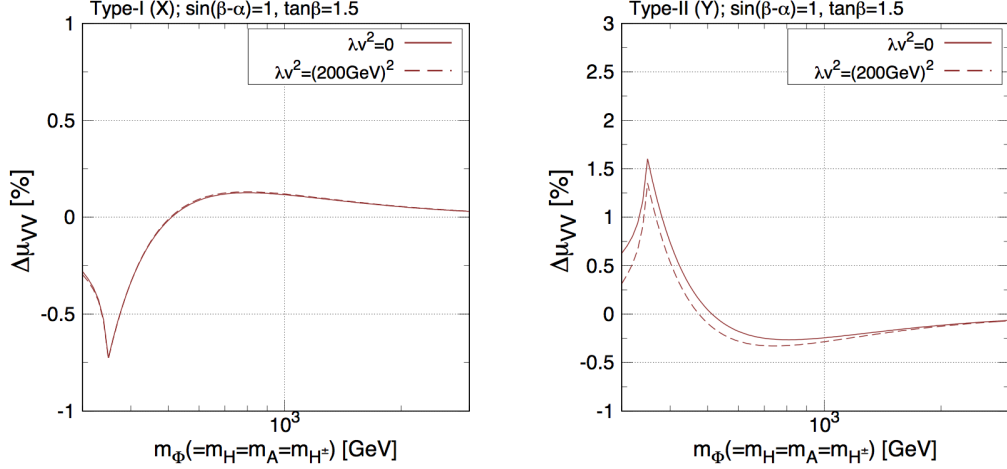 Type-I (X); sin(β-α)=1, tanβ=1.5
λv²=0
λv²=(200GeV)²
1
0.5
0
-0.5
-1
Δμ_VV [%]
10³
m_Φ(=m_H=m_A=m_H±) [GeV]
Type-II (Y); sin(β-α)=1, tanβ=1.5
λv²=0
λv²=(200GeV)²
3
2.5
2
1.5
1
0.5
0
-0.5
-1
Δμ_VV [%]
10³
m_Φ(=m_H=m_A=m_H±) [GeV]